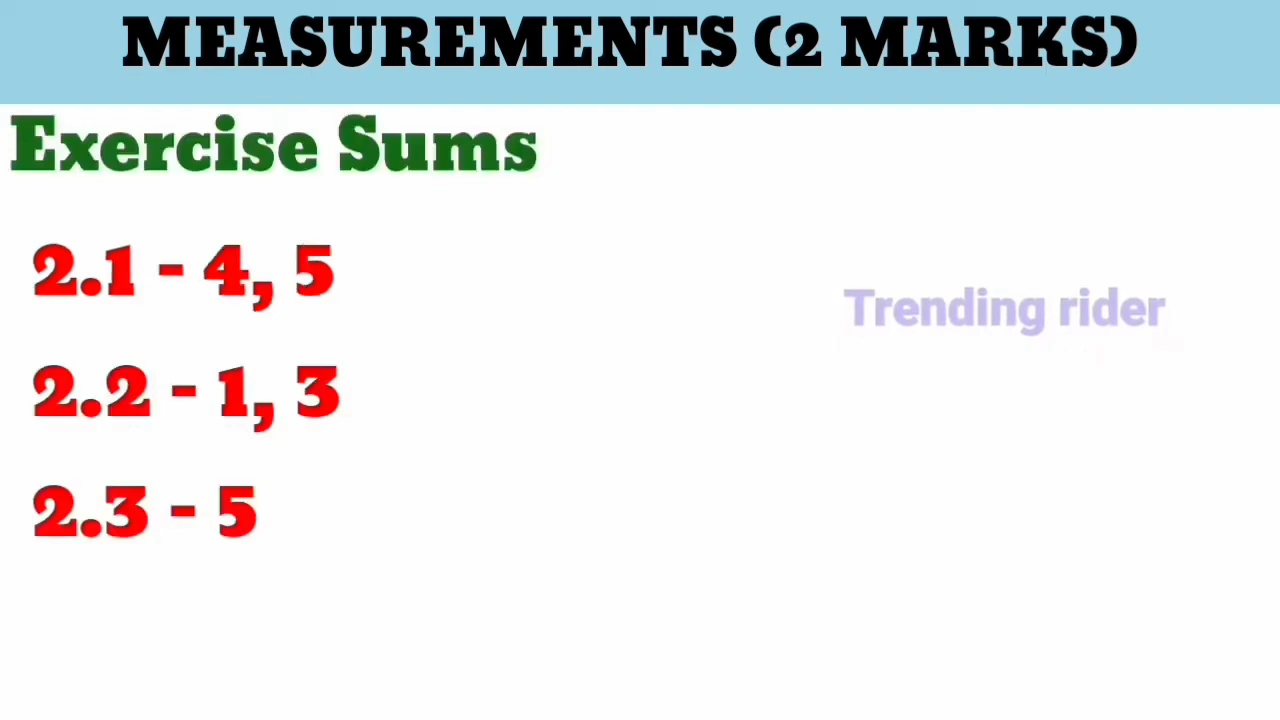 MEASUREMENTS (2 MARKS)
Exercise Sums
2.1 - 4, 5
Trending rider
2.2 - 1, 3
2.3 - 5